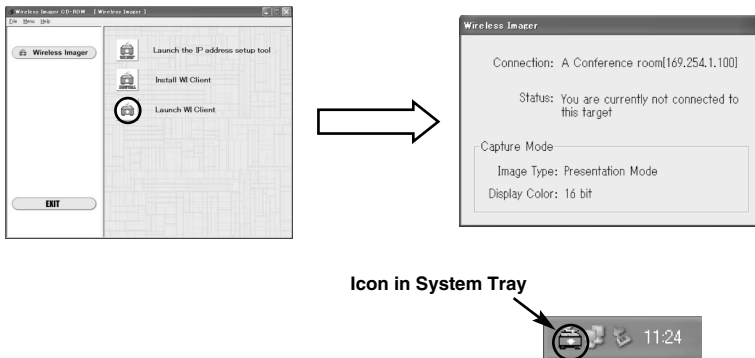 Wireless Imager CD-ROM [ Wireless Imager ]
File Menu Help
Wireless Imager
Launch the IP address setup tool
SETUP
Install WI Client
INSTALL
Launch WI Client
EXIT
Wireless Imager
Connection: A Conference room[169.254.1.100]
Status: You are currently not connected to
this target
Capture Mode
Image Type: Presentation Mode
Display Color: 16 bit
Icon in System Tray
11:24